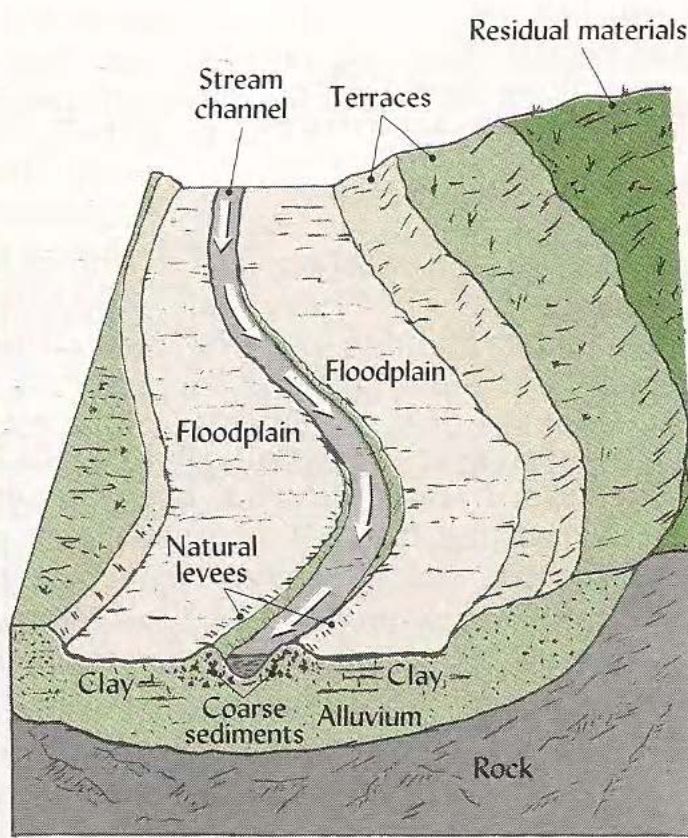 Residual materials
Stream
channel
Terraces
Floodplain
Floodplain
Natural
levees
Clay
Clay
Coarse
sediments
Alluvium
Rock